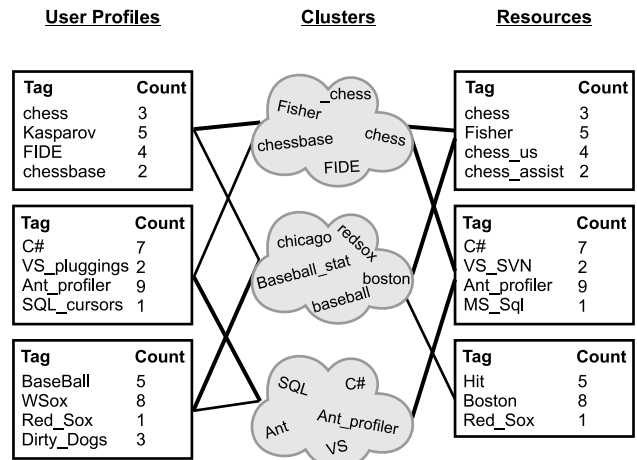 User Profiles
Clusters
Resources
Tag Count
chess 3
Kasparov 5
FIDE 4
chessbase 2
Tag Count
C# 7
VS_pluggings 2
Ant_profiler 9
SQL_cursors 1
Tag Count
BaseBall 5
WSox 8
Red_Sox 1
Dirty_Dogs 3
_chess
Fisher
chess
chessbase
FIDE
chicago
redsox
Baseball_stat
boston
baseball
SQL
C#
Ant_profiler
Ant
VS
Tag Count
chess 3
Fisher 5
chess_us 4
chess_assist 2
Tag Count
C# 7
VS_SVN 2
Ant_profiler 9
MS_Sql 1
Tag Count
Hit 5
Boston 8
Red_Sox 1